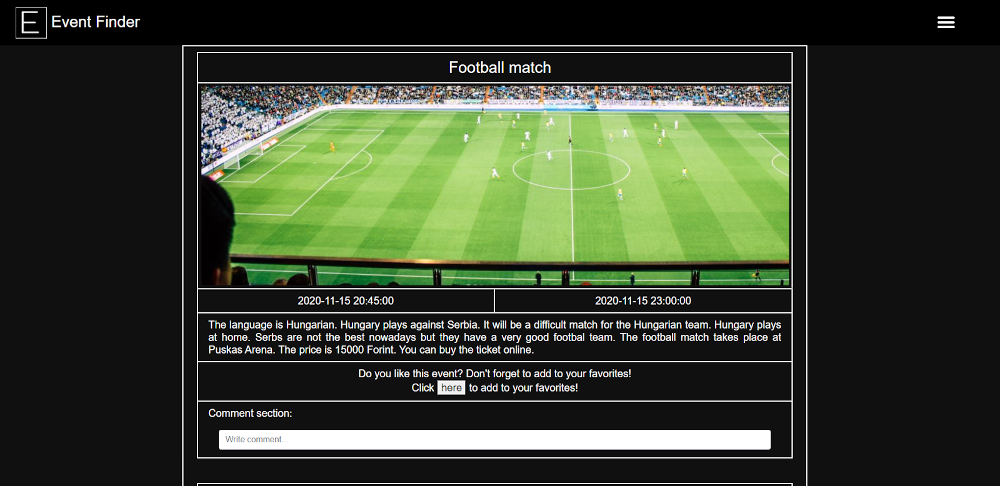 E Event Finder
Football match
2020-11-15 20:45:00
2020-11-15 23:00:00
The language is Hungarian. Hungary plays against Serbia. It will be a difficult match for the Hungarian team. Hungary plays
at home. Serbs are not the best nowadays but they have a very good footbal team. The football match takes place at
Puskas Arena. The price is 15000 Forint. You can buy the ticket online.
Do you like this event? Don't forget to add to your favorites!
Click here to add to your favorites!
Comment section:
Write comment...